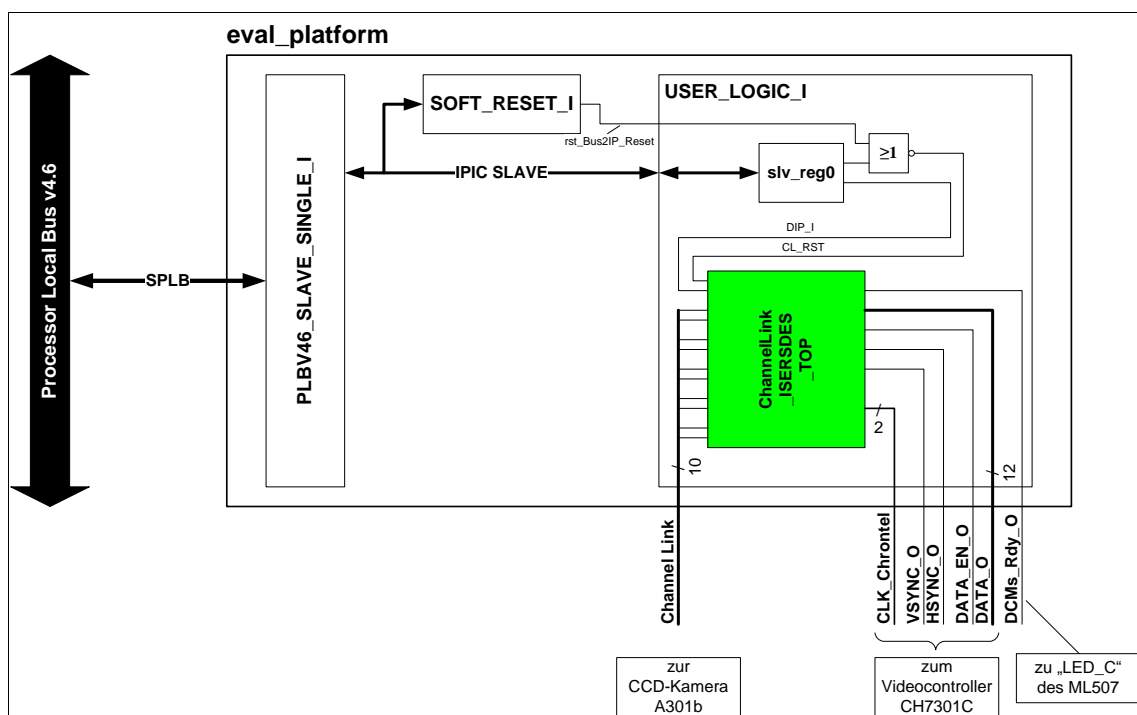 eval_platform
Processor Local Bus v4.6
SPLB
PLBV46_SLAVE_SINGLE_I
SOFT_RESET_I
rst_Bus2IP_Reset
IPIC SLAVE
USER_LOGIC_I
≥1
slv_reg0
DIP_I
CL_RST
ChannelLink
_ISERSDES
_TOP
2
10
12
Channel Link
CLK_Chrontel
VSYNC_O
HSYNC_O
DATA_EN_O
DATA_O
DCMs_Rdy_O
zur
CCD-Kamera
A301b
zum
Videocontroller
CH7301C
zu „LED_C“
des ML507